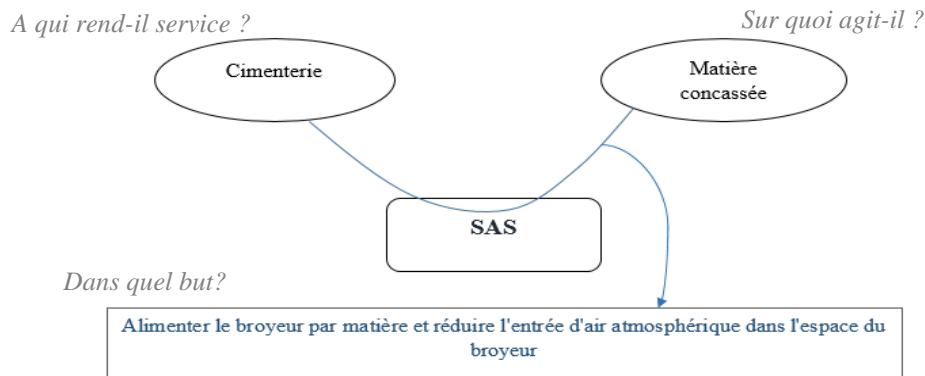 A qui rend-il service ?
Sur quoi agit-il ?
Cimenterie
Matière
concassée
SAS
Dans quel but?
Alimenter le broyeur par matière et réduire l'entrée d'air atmosphérique dans l'espace du
broyeur